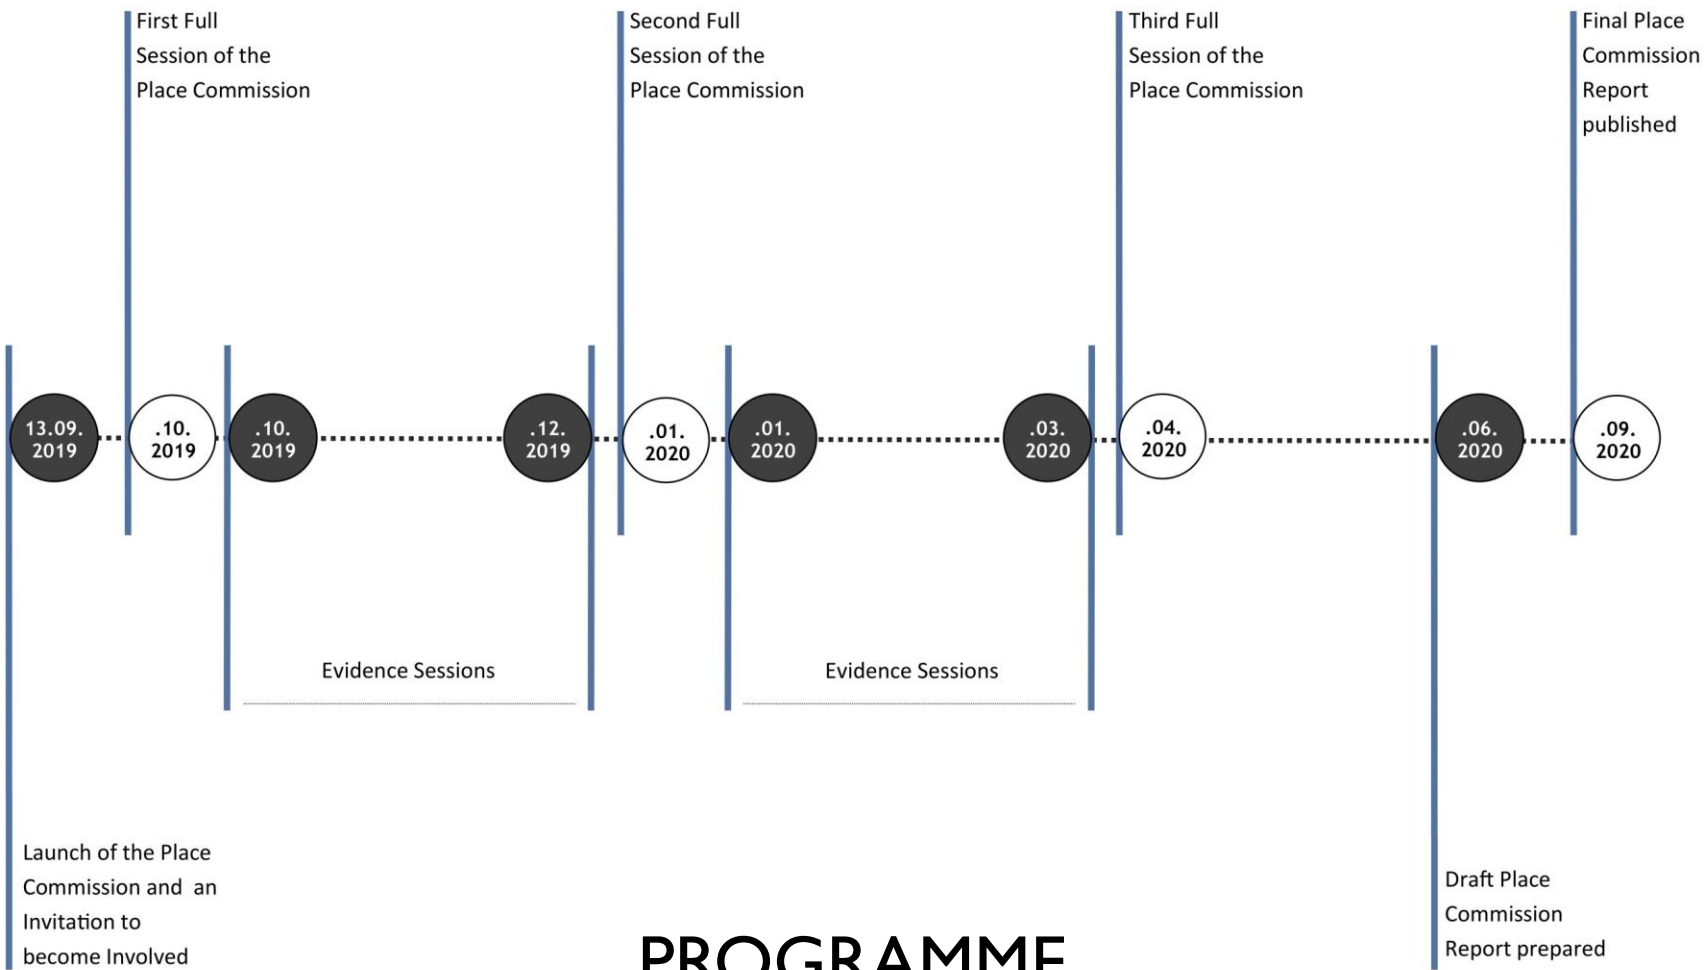 First Full
Session of the
Place Commission
Second Full
Session of the
Place Commission
Third Full
Session of the
Place Commission
Final Place
Commission
Report
published
13.09.
2019
.10.
2019
.10.
2019
.12.
2019
.01.
2020
.01.
2020
.03.
2020
.04.
2020
.06.
2020
.09.
2020
Evidence Sessions
Evidence Sessions
Launch of the Place
Commission and an
Invitation to
become Involved
Draft Place
Commission
Report prepared
PROGRAMME